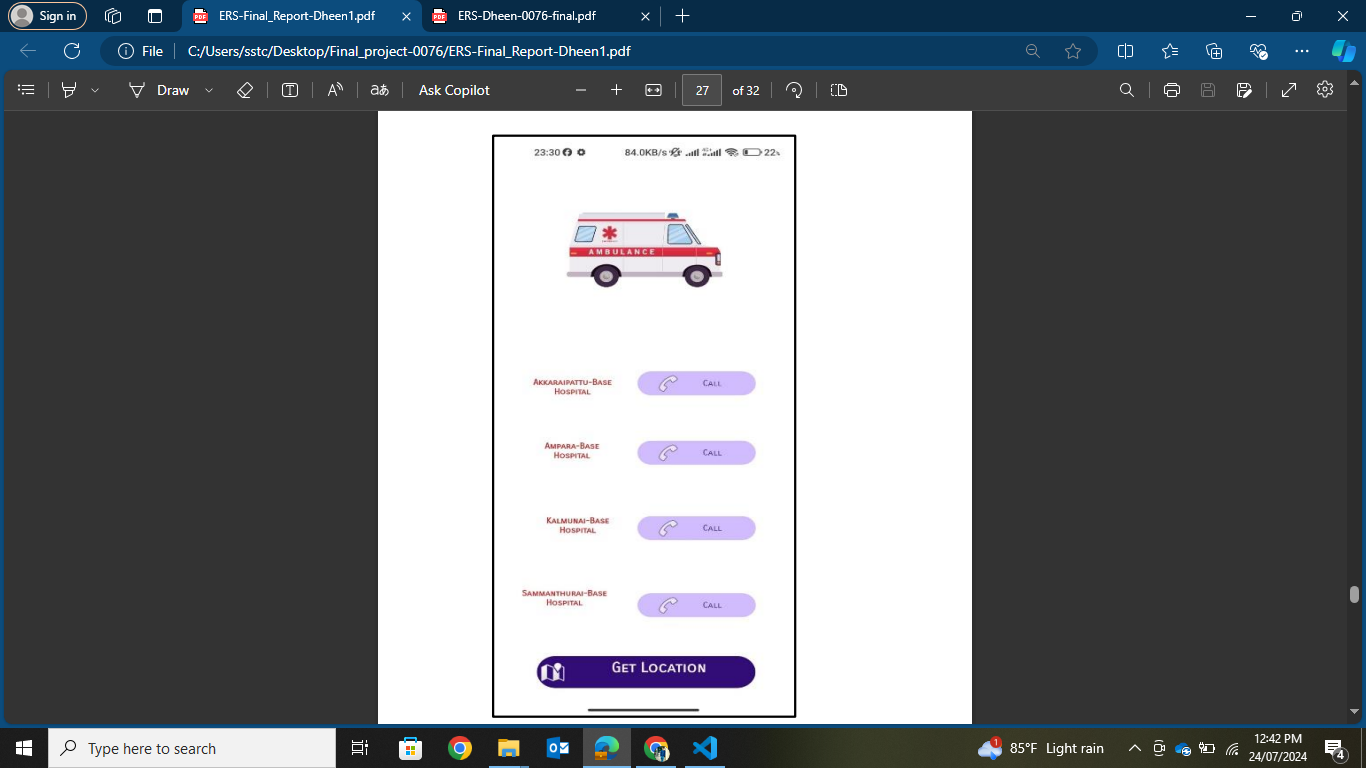 Sign in
ERS-Final_Report-Dheen1.pdf
ERS-Dheen-0076-final.pdf
File
C:/Users/sstc/Desktop/Final_project-0076/ERS-Final_Report-Dheen1.pdf
Draw
Ask Copilot
27 of 32
23:30
84.0KB/s
22%
AMBULANCE
Akkaraipattu-Base
Hospital
Call
Ampara-Base
Hospital
Call
Kalmunai-Base
Hospital
Call
Sammanthurai-Base
Hospital
Call
Get Location
Type here to search
1
85°F Light rain
12:42 PM
24/07/2024
4